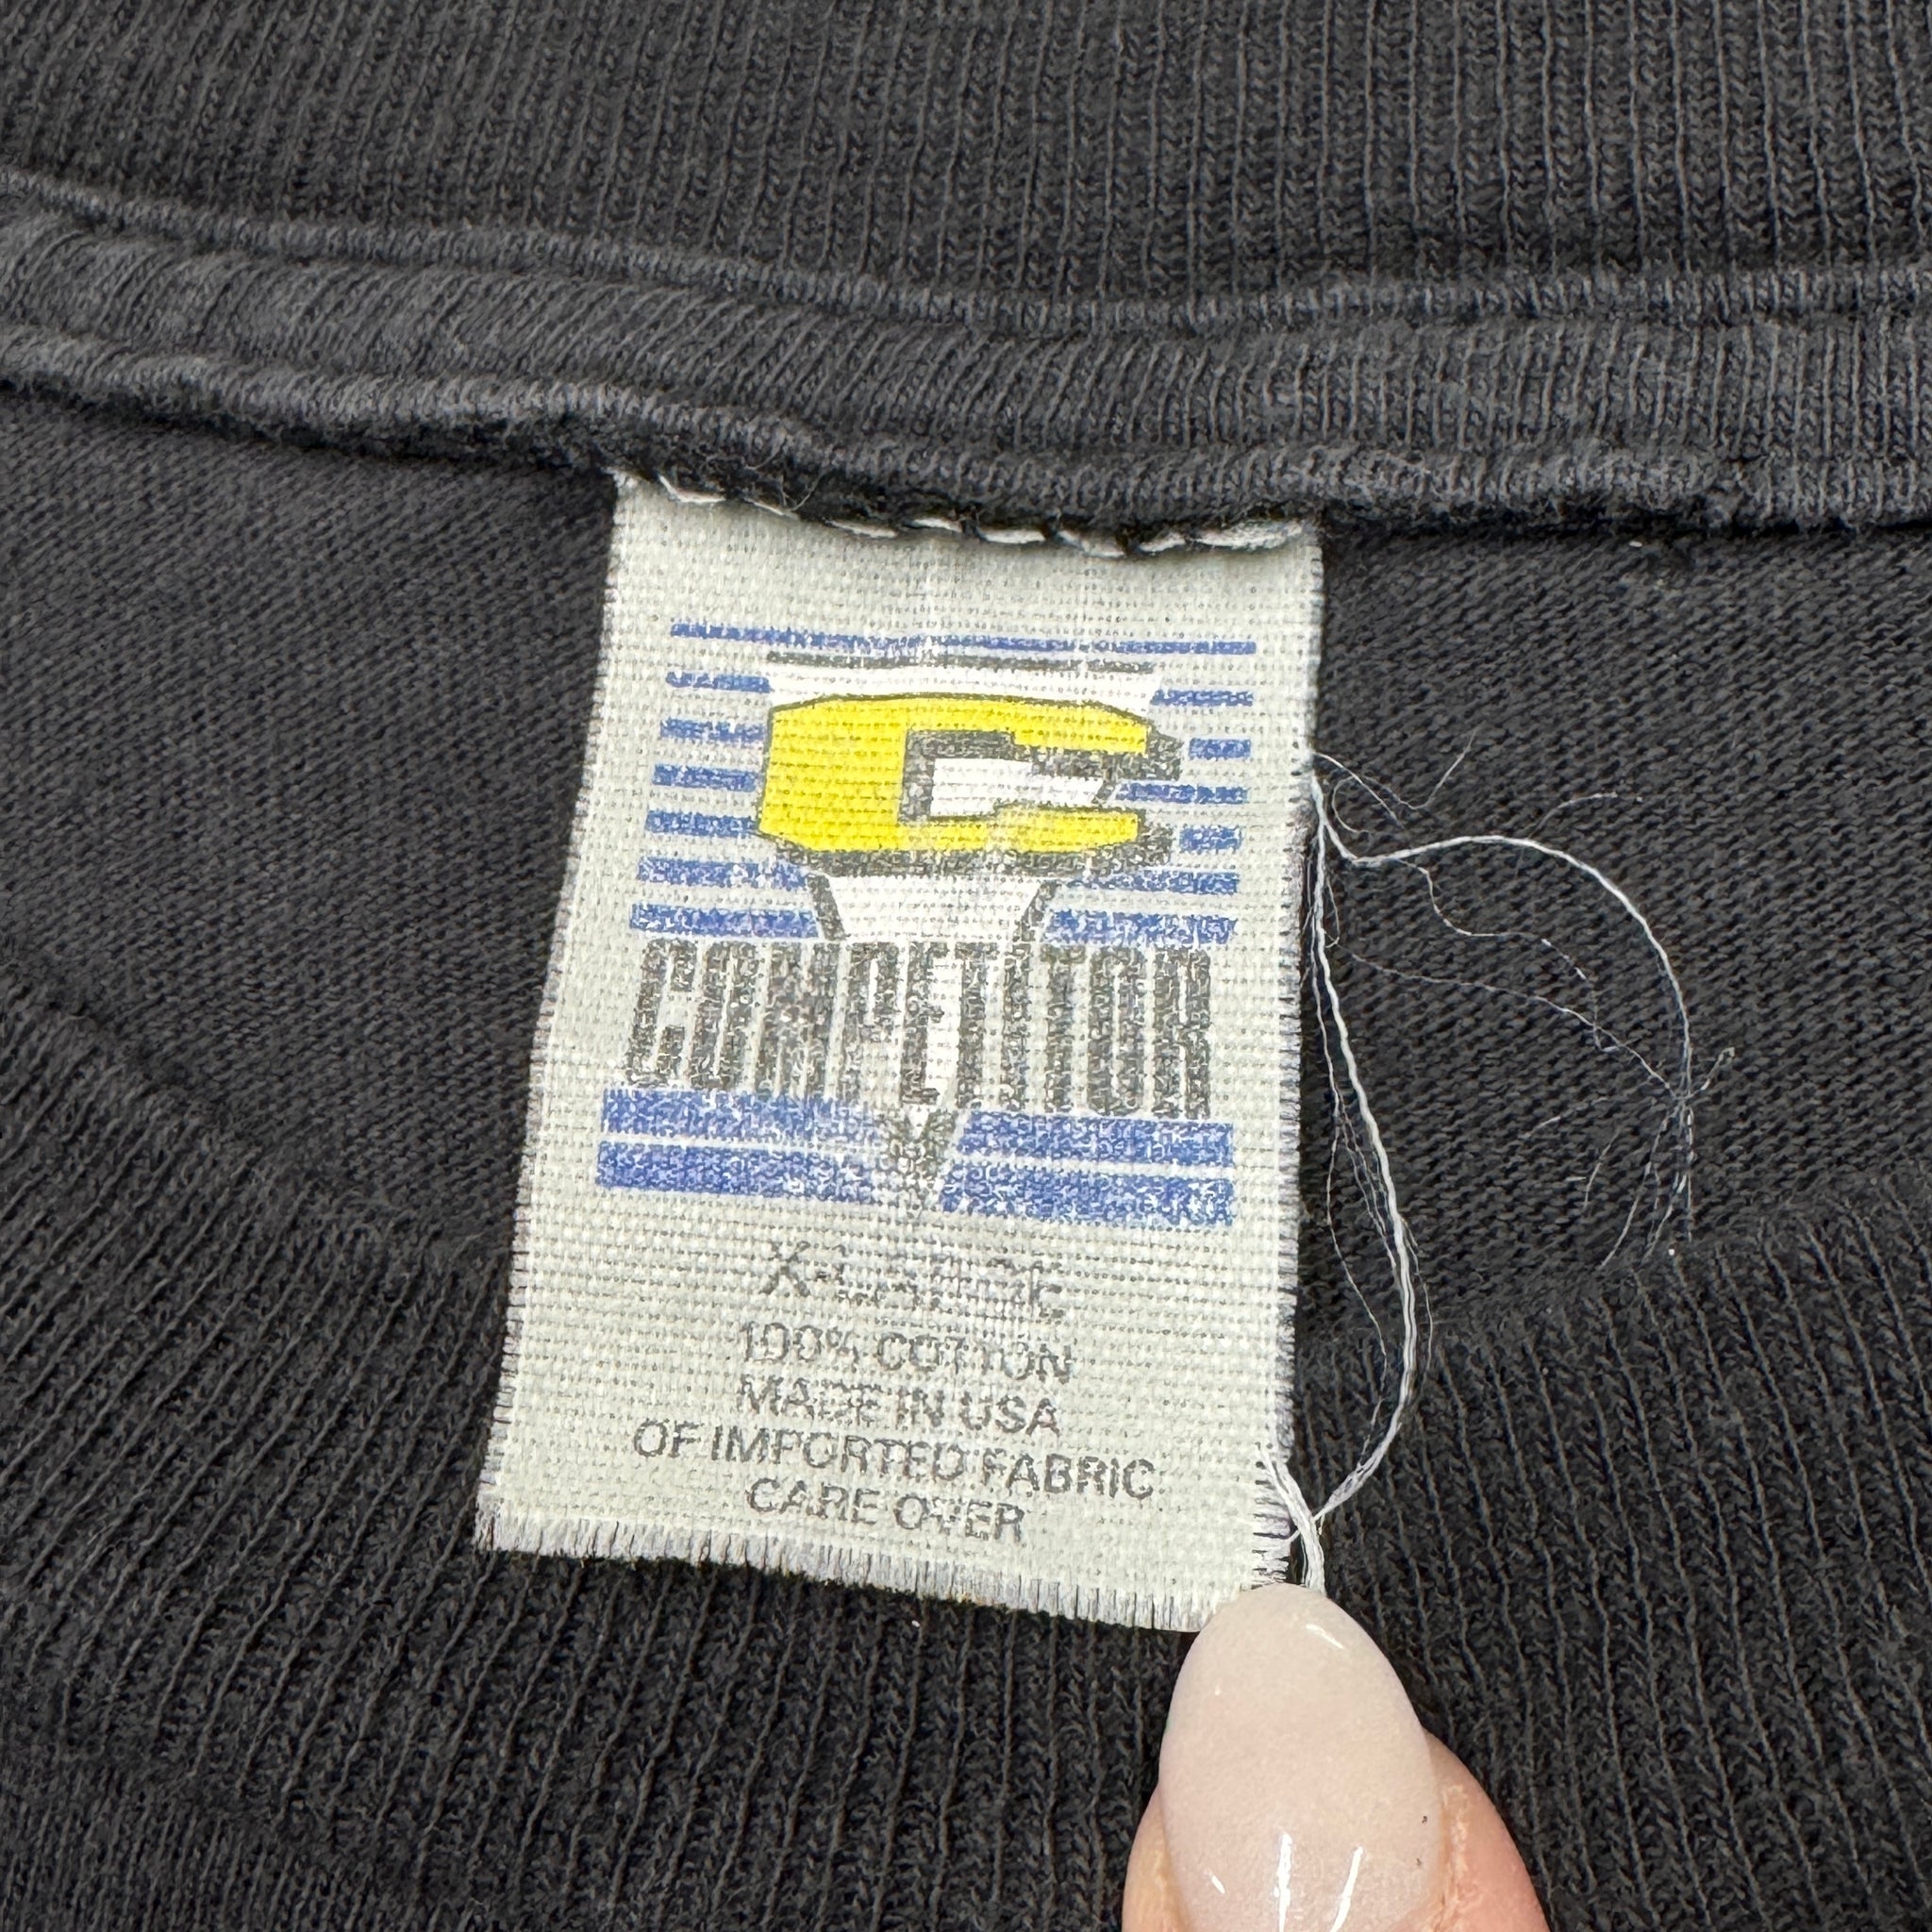 C
COMPETITOR
X-LARGE
100% COTTON
MADE IN USA
OF IMPORTED FABRIC
CARE OVER